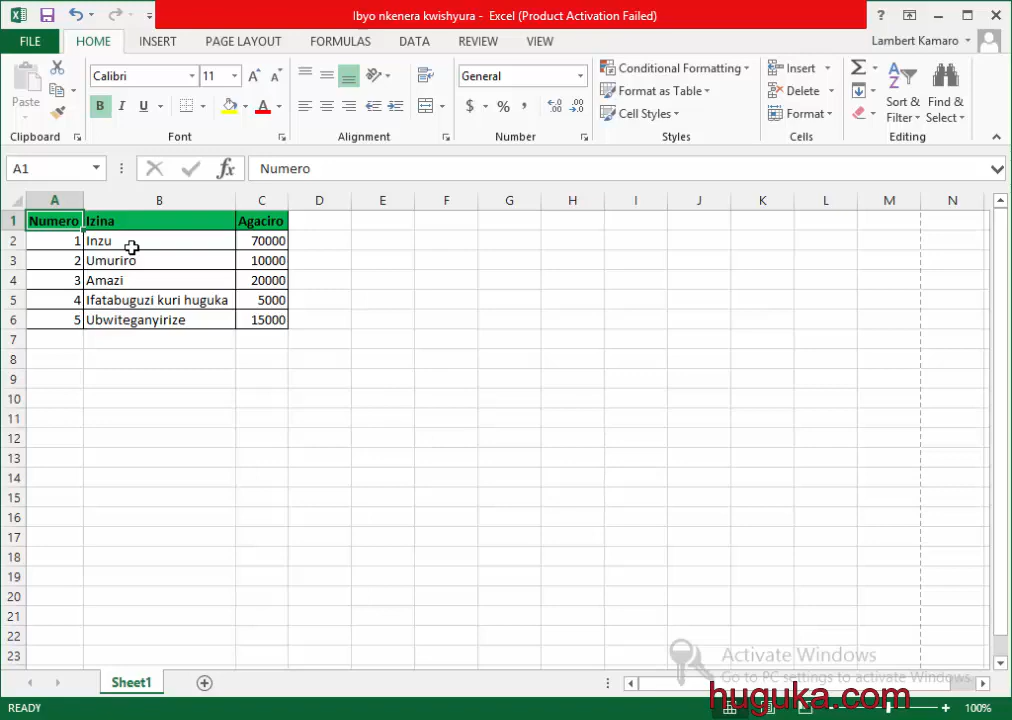 Ibyo nkenera kwishyura - Excel (Product Activation Failed)
?
FILE HOME INSERT PAGE LAYOUT FORMULAS DATA REVIEW VIEW Lambert Kamaro
Paste
Clipboard
Calibri 11
B I U A
Font
Alignment
General
$ % ,
Number
Conditional Formatting
Format as Table
Cell Styles
Styles
Insert
Delete
Format
Cells
Sort & Filter
Find & Select
Editing
A1 fx Numero
A B C D E F G H I J K L M N
1 Numero Izina Agaciro
2 1 Inzu 70000
3 2 Umuriro 10000
4 3 Amazi 20000
5 4 Ifatabuguzi kuri huguka 5000
6 5 Ubwiteganyirize 15000
7
8
9
10
11
12
13
14
15
16
17
18
19
20
21
22
23
Activate Windows
Go to PC settings to activate Windows.
Sheet1
huguka.com
READY 100%